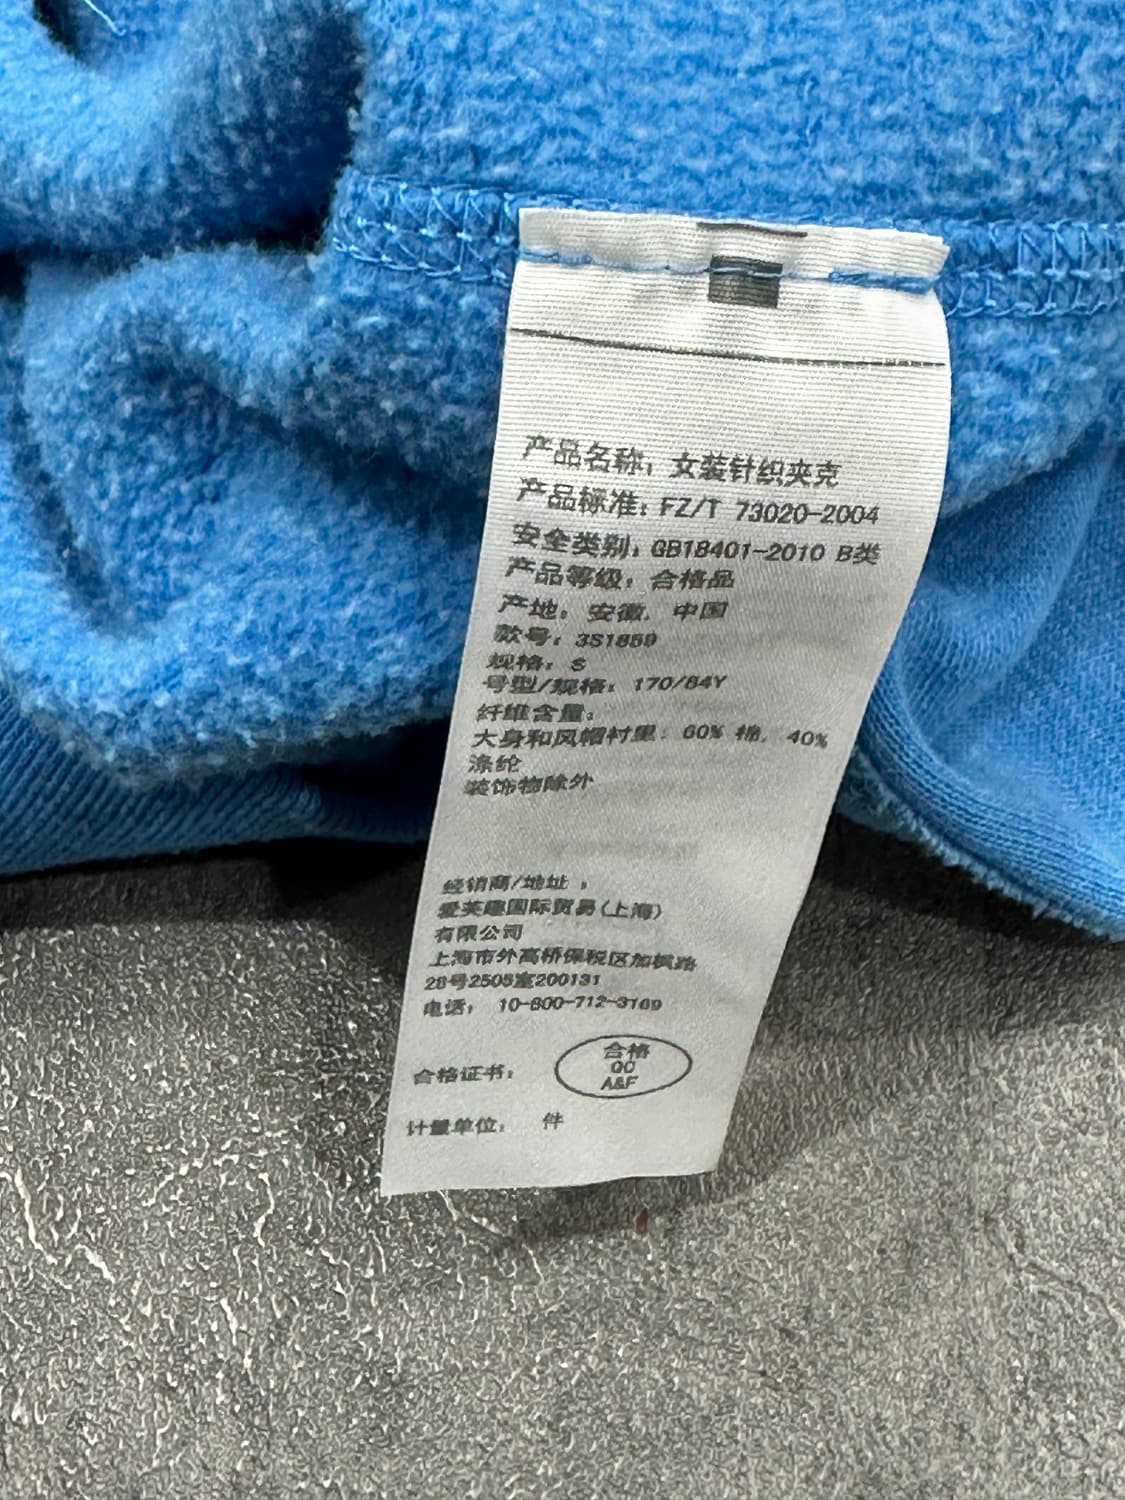 产品名称：女装针织夹克
产品标准：FZ/T 73020-2004
安全类别：GB18401-2010 B类
产品等级：合格品
产地：安徽．中国
款号：3S1859
规格：S
号型/规格：170/84Y
纤维含量：
大身和风帽衬里：60% 棉．40%
涤纶
装饰物除外
经销商/地址：
爱芙趣国际贸易(上海)
有限公司
上海市外高桥保税区加枫路
28号2505室200131
电话： 10-800-712-3169
合格证书：
合格
QC
A&F
计量单位： 件